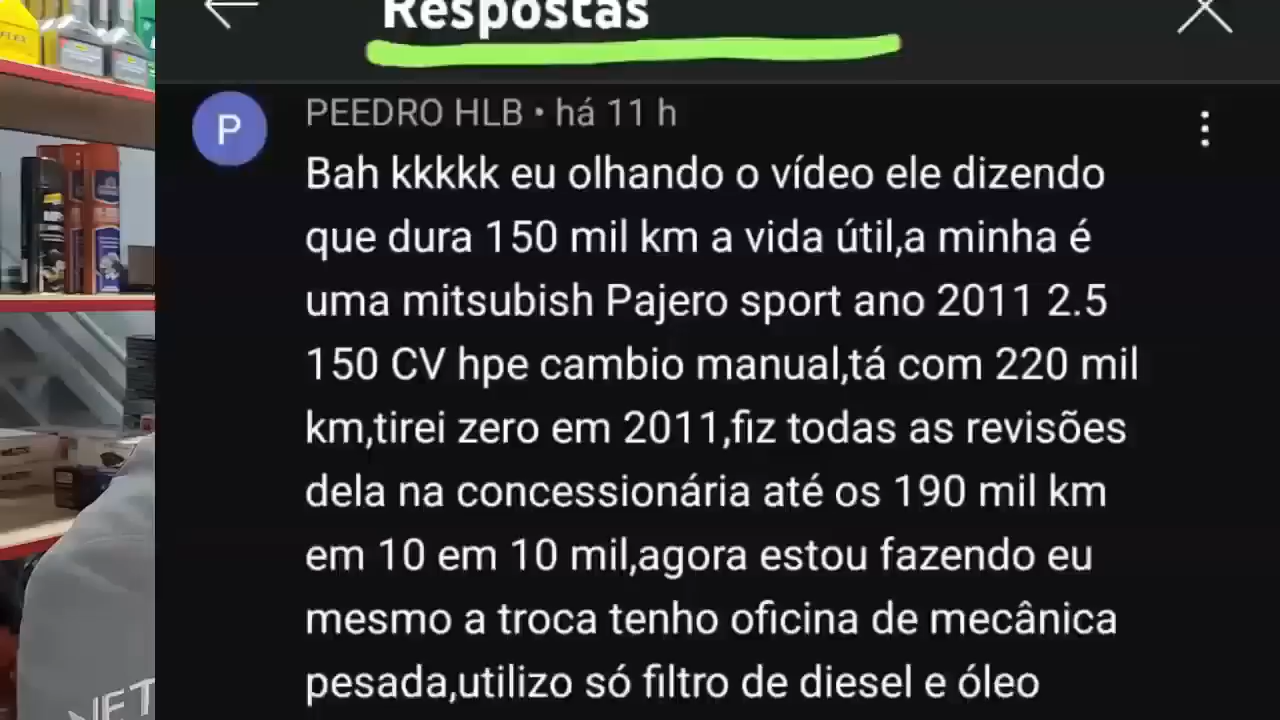 Respostas
P
PEEDRO HLB • há 11 h
Bah kkkkk eu olhando o vídeo ele dizendo
que dura 150 mil km a vida útil,a minha é
uma mitsubish Pajero sport ano 2011 2.5
150 CV hpe cambio manual,tá com 220 mil
km,tirei zero em 2011,fiz todas as revisões
dela na concessionária até os 190 mil km
em 10 em 10 mil,agora estou fazendo eu
mesmo a troca tenho oficina de mecânica
pesada,utilizo só filtro de diesel e óleo